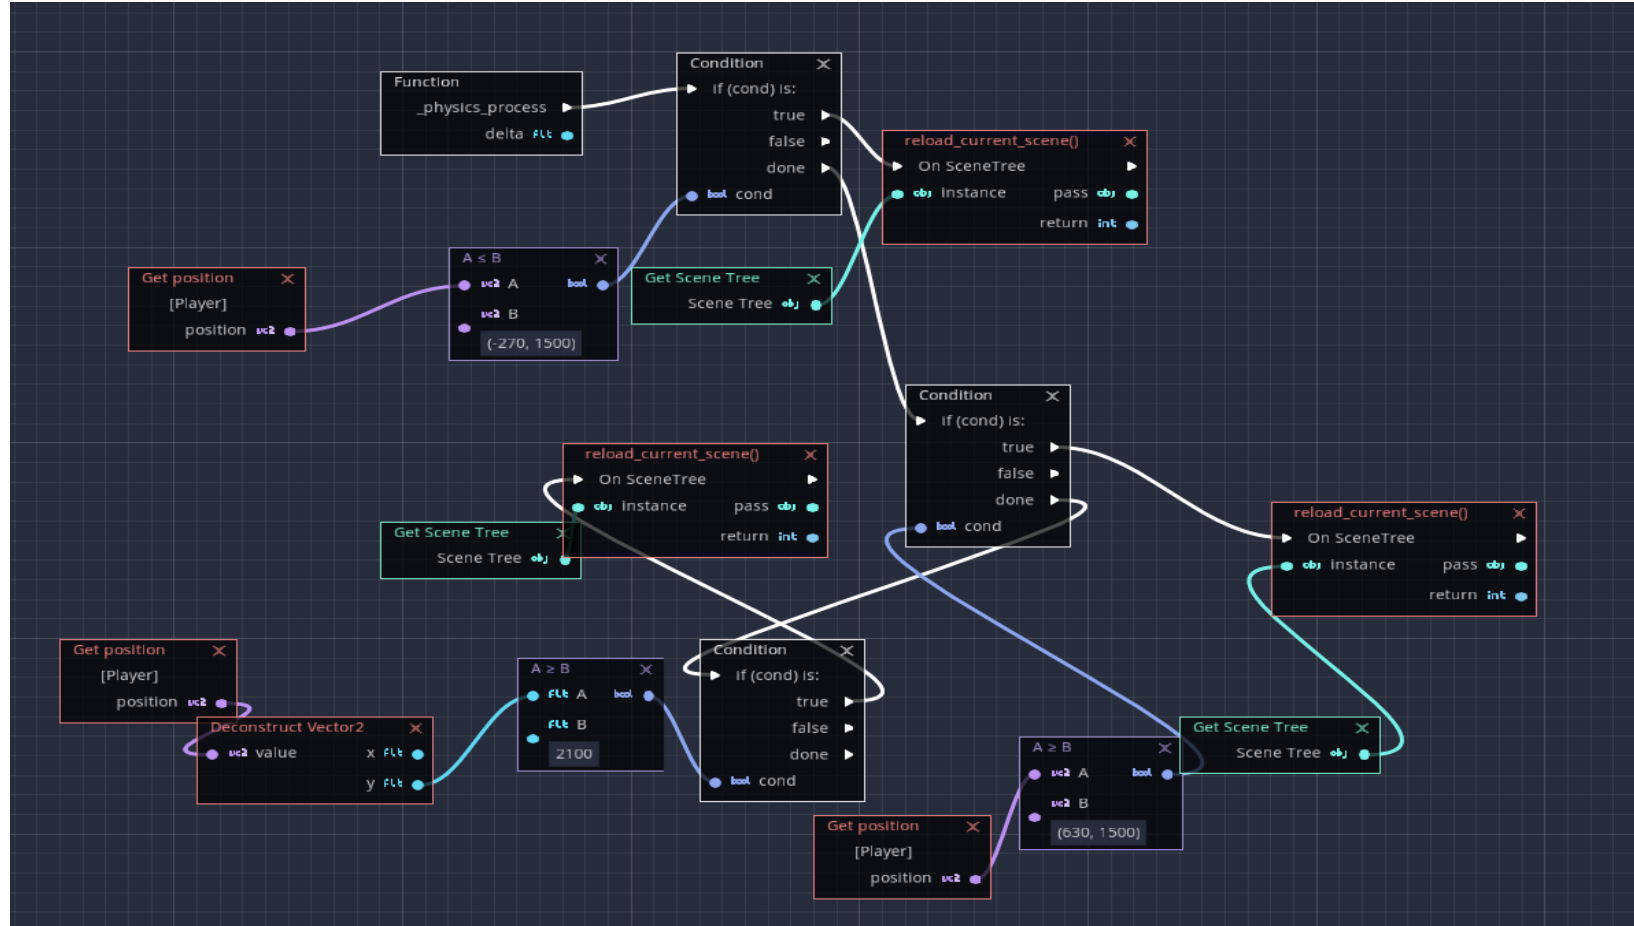 Function
_physics_process
delta flt
Condition
if (cond) is:
true
false
done
bool cond
reload_current_scene()
On SceneTree
obj instance pass obj
return int
Get position
[Player]
position vc2
A ≤ B
vc2 A bool
vc2 B
(-270, 1500)
Get Scene Tree
Scene Tree obj
Condition
if (cond) is:
true
false
done
bool cond
reload_current_scene()
On SceneTree
obj instance pass obj
return int
Get Scene Tree
Scene Tree obj
reload_current_scene()
On SceneTree
obj instance pass obj
return int
Get position
[Player]
position vc2
Deconstruct Vector2
vc2 value x flt
y flt
A ≥ B
flt A bool
flt B
2100
Condition
if (cond) is:
true
false
done
bool cond
Get position
[Player]
position vc2
A ≥ B
vc2 A bool
vc2 B
(630, 1500)
Get Scene Tree
Scene Tree obj